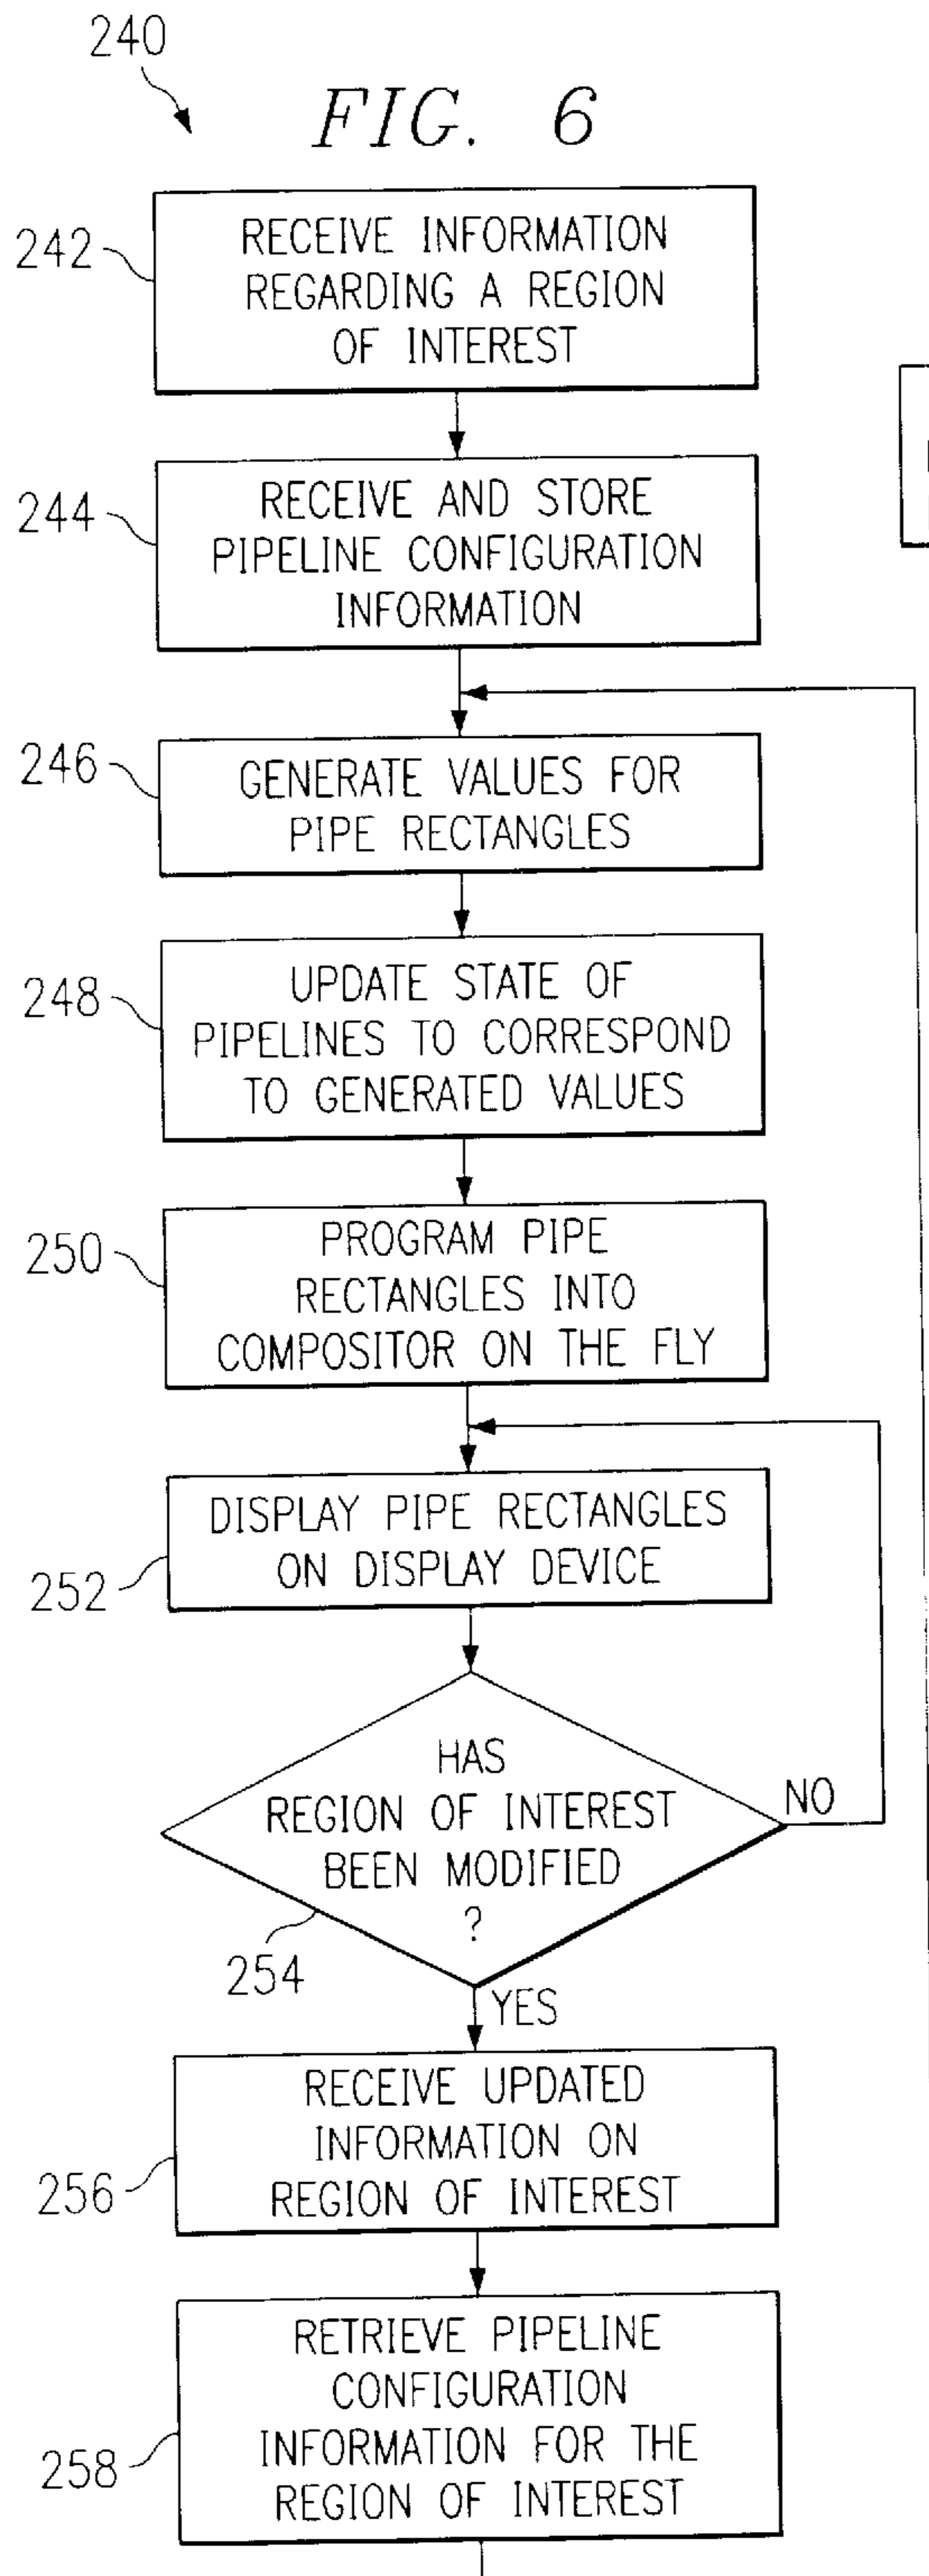 240
FIG. 6
242
RECEIVE INFORMATION
REGARDING A REGION
OF INTEREST
244
RECEIVE AND STORE
PIPELINE CONFIGURATION
INFORMATION
246
GENERATE VALUES FOR
PIPE RECTANGLES
248
UPDATE STATE OF
PIPELINES TO CORRESPOND
TO GENERATED VALUES
250
PROGRAM PIPE
RECTANGLES INTO
COMPOSITOR ON THE FLY
252
DISPLAY PIPE RECTANGLES
ON DISPLAY DEVICE
HAS
REGION OF INTEREST
BEEN MODIFIED
?
NO
254
YES
256
RECEIVE UPDATED
INFORMATION ON
REGION OF INTEREST
258
RETRIEVE PIPELINE
CONFIGURATION
INFORMATION FOR THE
REGION OF INTEREST